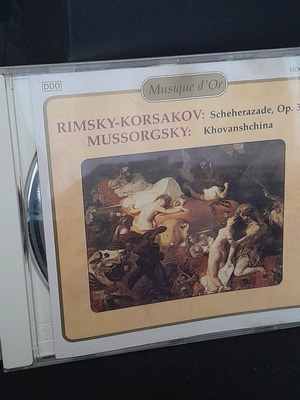 DDD
Musique d'Or
RIMSKY-KORSAKOV: Scheherazade, Op. 3
MUSSORGSKY: Khovanshchina